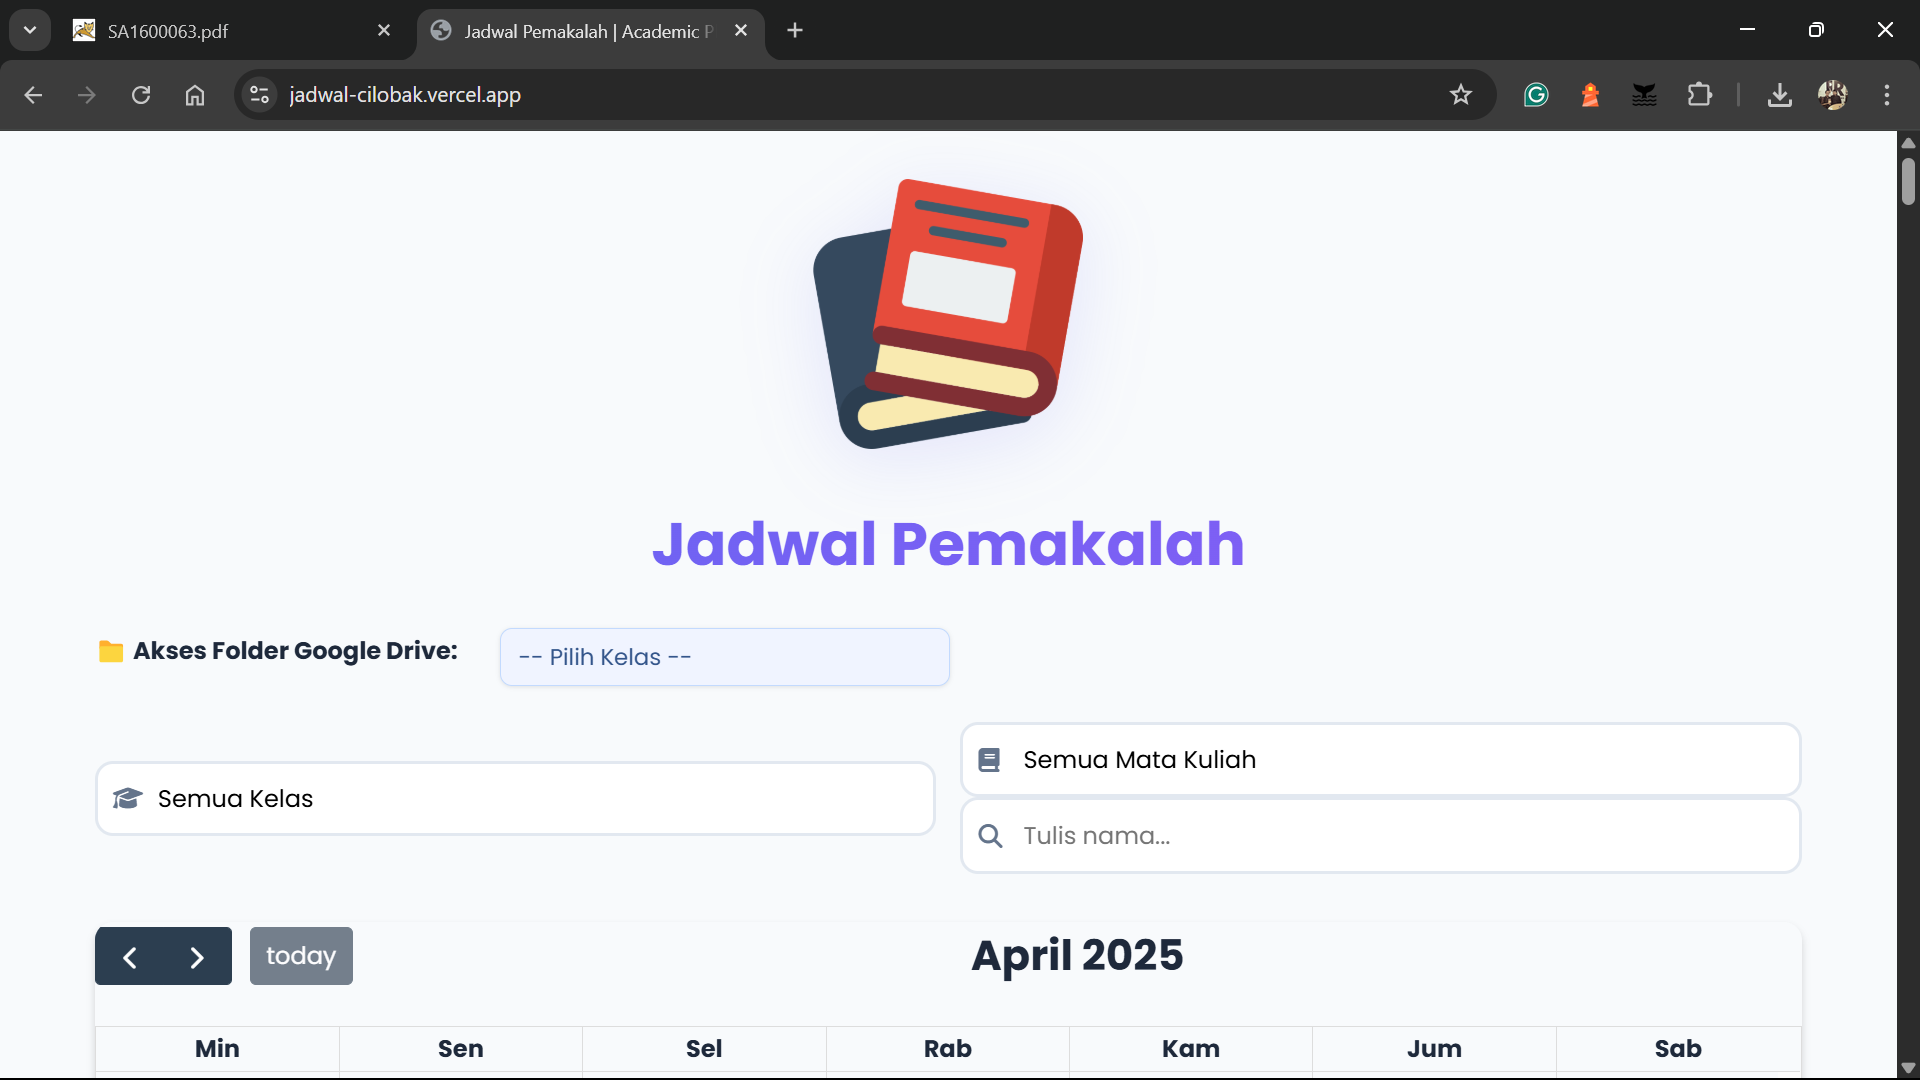 SA1600063.pdf
Jadwal Pemakalah | Academic P
jadwal-cilobak.vercel.app
Jadwal Pemakalah
Akses Folder Google Drive:
-- Pilih Kelas --
Semua Kelas
Semua Mata Kuliah
Tulis nama...
today
April 2025
Min Sen Sel Rab Kam Jum Sab